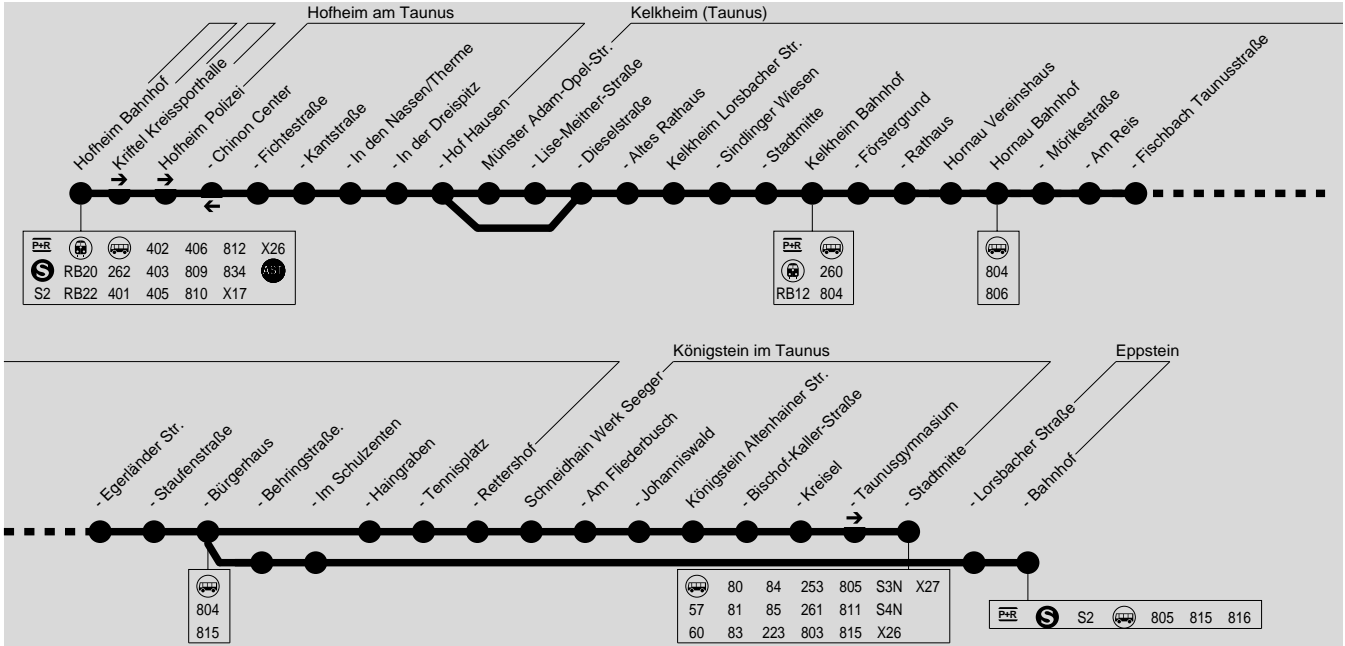 Hofheim am Taunus
Kelkheim (Taunus)
Hofheim Bahnhof
Kriftel Kreissporthalle
- Hofheim Polizei
- Chinon Center
- Fichtestraße
- Kantstraße
- In den Nassen/Therme
- In der Dreispitz
- Hof Hausen
Münster Adam-Opel-Str.
- Lise-Meitner-Straße
- Dieselstraße
- Altes Rathaus
Kelkheim Lorsbacher Str.
- Sindlinger Wiesen
- Stadtmitte
Kelkheim Bahnhof
- Förstergrund
- Rathaus
Hornau Vereinshaus
Hornau Bahnhof
- Mörikestraße
- Am Reis
- Fischbach Taunusstraße
P+R 402 406 812 X26
S RB20 262 403 809 834 AST
S2 RB22 401 405 810 X17
P+R
260
RB12 804
804
806
Königstein im Taunus
Eppstein
- Egerländer Str.
- Staufenstraße
- Bürgerhaus
- Behringstraße.
- Im Schulzenten
- Haingraben
- Tennisplatz
- Rettershof
Schneidhain Werk Seeger
- Am Fliederbusch
- Johanniswald
Königstein Altenhainer Str.
- Bischof-Kaller-Straße
- Kreisel
- Taunusgymnasium
- Stadtmitte
- Lorsbacher Straße
- Bahnhof
804
815
80 84 253 805 S3N X27
57 81 85 261 811 S4N
60 83 223 803 815 X26
P+R S S2 805 815 816